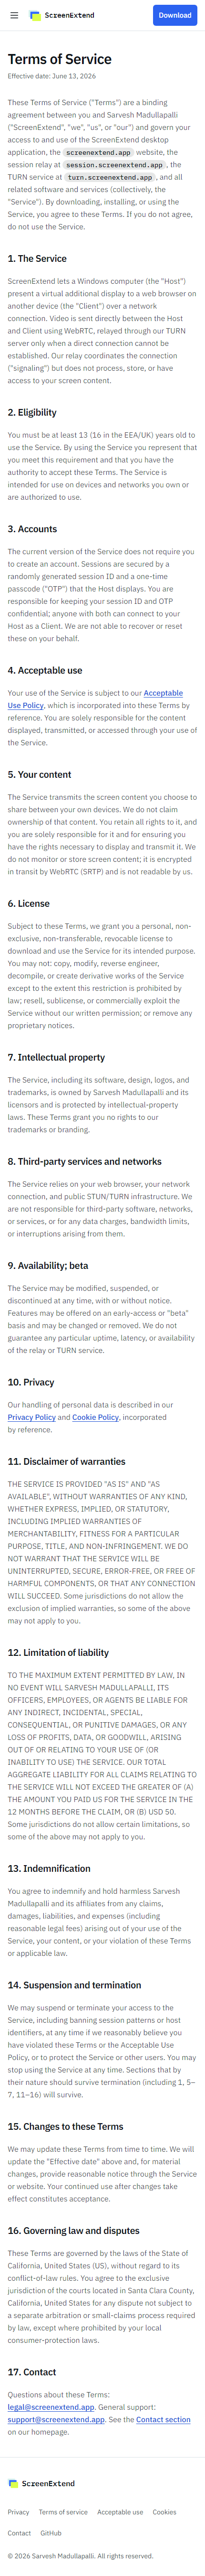 ScreenExtend
Download
Terms of Service
Effective date: June 13, 2026
These Terms of Service ("Terms") are a binding
agreement between you and Sarvesh Madullapalli
("ScreenExtend", "we", "us", or "our") and govern your
access to and use of the ScreenExtend desktop
application, the screenextend.app website, the
session relay at session.screenextend.app, the
TURN service at turn.screenextend.app, and all
related software and services (collectively, the
"Service"). By downloading, installing, or using the
Service, you agree to these Terms. If you do not agree,
do not use the Service.
1. The Service
ScreenExtend lets a Windows computer (the "Host")
present a virtual additional display to a web browser on
another device (the "Client") over a network
connection. Video is sent directly between the Host
and Client using WebRTC, relayed through our TURN
server only when a direct connection cannot be
established. Our relay coordinates the connection
("signaling") but does not process, store, or have
access to your screen content.
2. Eligibility
You must be at least 13 (16 in the EEA/UK) years old to
use the Service. By using the Service you represent that
you meet this requirement and that you have the
authority to accept these Terms. The Service is
intended for use on devices and networks you own or
are authorized to use.
3. Accounts
The current version of the Service does not require you
to create an account. Sessions are secured by a
randomly generated session ID and a one-time
passcode ("OTP") that the Host displays. You are
responsible for keeping your session ID and OTP
confidential; anyone with both can connect to your
Host as a Client. We are not able to recover or reset
these on your behalf.
4. Acceptable use
Your use of the Service is subject to our Acceptable
Use Policy, which is incorporated into these Terms by
reference. You are solely responsible for the content
displayed, transmitted, or accessed through your use of
the Service.
5. Your content
The Service transmits the screen content you choose to
share between your own devices. We do not claim
ownership of that content. You retain all rights to it, and
you are solely responsible for it and for ensuring you
have the rights necessary to display and transmit it. We
do not monitor or store screen content; it is encrypted
in transit by WebRTC (SRTP) and is not readable by us.
6. License
Subject to these Terms, we grant you a personal, non-
exclusive, non-transferable, revocable license to
download and use the Service for its intended purpose.
You may not: copy, modify, reverse engineer,
decompile, or create derivative works of the Service
except to the extent this restriction is prohibited by
law; resell, sublicense, or commercially exploit the
Service without our written permission; or remove any
proprietary notices.
7. Intellectual property
The Service, including its software, design, logos, and
trademarks, is owned by Sarvesh Madullapalli and its
licensors and is protected by intellectual-property
laws. These Terms grant you no rights to our
trademarks or branding.
8. Third-party services and networks
The Service relies on your web browser, your network
connection, and public STUN/TURN infrastructure. We
are not responsible for third-party software, networks,
or services, or for any data charges, bandwidth limits,
or interruptions arising from them.
9. Availability; beta
The Service may be modified, suspended, or
discontinued at any time, with or without notice.
Features may be offered on an early-access or "beta"
basis and may be changed or removed. We do not
guarantee any particular uptime, latency, or availability
of the relay or TURN service.
10. Privacy
Our handling of personal data is described in our
Privacy Policy and Cookie Policy, incorporated
by reference.
11. Disclaimer of warranties
THE SERVICE IS PROVIDED "AS IS" AND "AS
AVAILABLE", WITHOUT WARRANTIES OF ANY KIND,
WHETHER EXPRESS, IMPLIED, OR STATUTORY,
INCLUDING IMPLIED WARRANTIES OF
MERCHANTABILITY, FITNESS FOR A PARTICULAR
PURPOSE, TITLE, AND NON-INFRINGEMENT. WE DO
NOT WARRANT THAT THE SERVICE WILL BE
UNINTERRUPTED, SECURE, ERROR-FREE, OR FREE OF
HARMFUL COMPONENTS, OR THAT ANY CONNECTION
WILL SUCCEED. Some jurisdictions do not allow the
exclusion of implied warranties, so some of the above
may not apply to you.
12. Limitation of liability
TO THE MAXIMUM EXTENT PERMITTED BY LAW, IN
NO EVENT WILL SARVESH MADULLAPALLI, ITS
OFFICERS, EMPLOYEES, OR AGENTS BE LIABLE FOR
ANY INDIRECT, INCIDENTAL, SPECIAL,
CONSEQUENTIAL, OR PUNITIVE DAMAGES, OR ANY
LOSS OF PROFITS, DATA, OR GOODWILL, ARISING
OUT OF OR RELATING TO YOUR USE OF (OR
INABILITY TO USE) THE SERVICE. OUR TOTAL
AGGREGATE LIABILITY FOR ALL CLAIMS RELATING TO
THE SERVICE WILL NOT EXCEED THE GREATER OF (A)
THE AMOUNT YOU PAID US FOR THE SERVICE IN THE
12 MONTHS BEFORE THE CLAIM, OR (B) USD 50.
Some jurisdictions do not allow certain limitations, so
some of the above may not apply to you.
13. Indemnification
You agree to indemnify and hold harmless Sarvesh
Madullapalli and its affiliates from any claims,
damages, liabilities, and expenses (including
reasonable legal fees) arising out of your use of the
Service, your content, or your violation of these Terms
or applicable law.
14. Suspension and termination
We may suspend or terminate your access to the
Service, including banning session patterns or host
identifiers, at any time if we reasonably believe you
have violated these Terms or the Acceptable Use
Policy, or to protect the Service or other users. You may
stop using the Service at any time. Sections that by
their nature should survive termination (including 1, 5–
7, 11–16) will survive.
15. Changes to these Terms
We may update these Terms from time to time. We will
update the "Effective date" above and, for material
changes, provide reasonable notice through the Service
or website. Your continued use after changes take
effect constitutes acceptance.
16. Governing law and disputes
These Terms are governed by the laws of the State of
California, United States (US), without regard to its
conflict-of-law rules. You agree to the exclusive
jurisdiction of the courts located in Santa Clara County,
California, United States for any dispute not subject to
a separate arbitration or small-claims process required
by law, except where prohibited by your local
consumer-protection laws.
17. Contact
Questions about these Terms:
legal@screenextend.app. General support:
support@screenextend.app. See the Contact section
on our homepage.
ScreenExtend
Privacy Terms of service Acceptable use Cookies
Contact GitHub
© 2026 Sarvesh Madullapalli. All rights reserved.